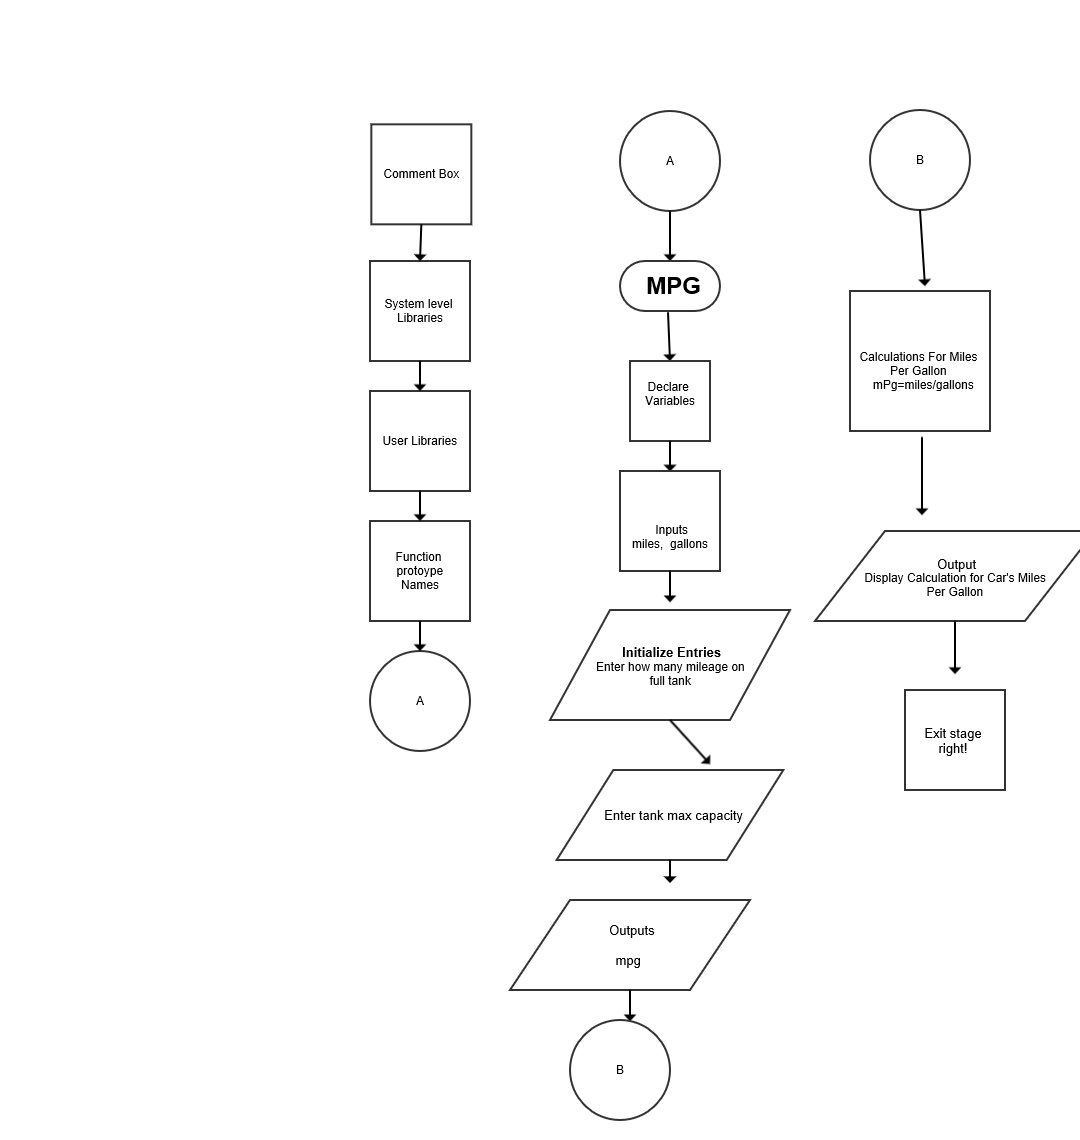 Comment Box
System level
Libraries
User Libraries
Function
protoype
Names
A
A
MPG
Declare
Variables
Inputs
miles,  gallons
Initialize Entries
Enter how many mileage on
full tank
Enter tank max capacity
Outputs
mpg
B
B
Calculations For Miles
Per Gallon
mPg=miles/gallons
Output
Display Calculation for Car's Miles
Per Gallon
Exit stage
right!